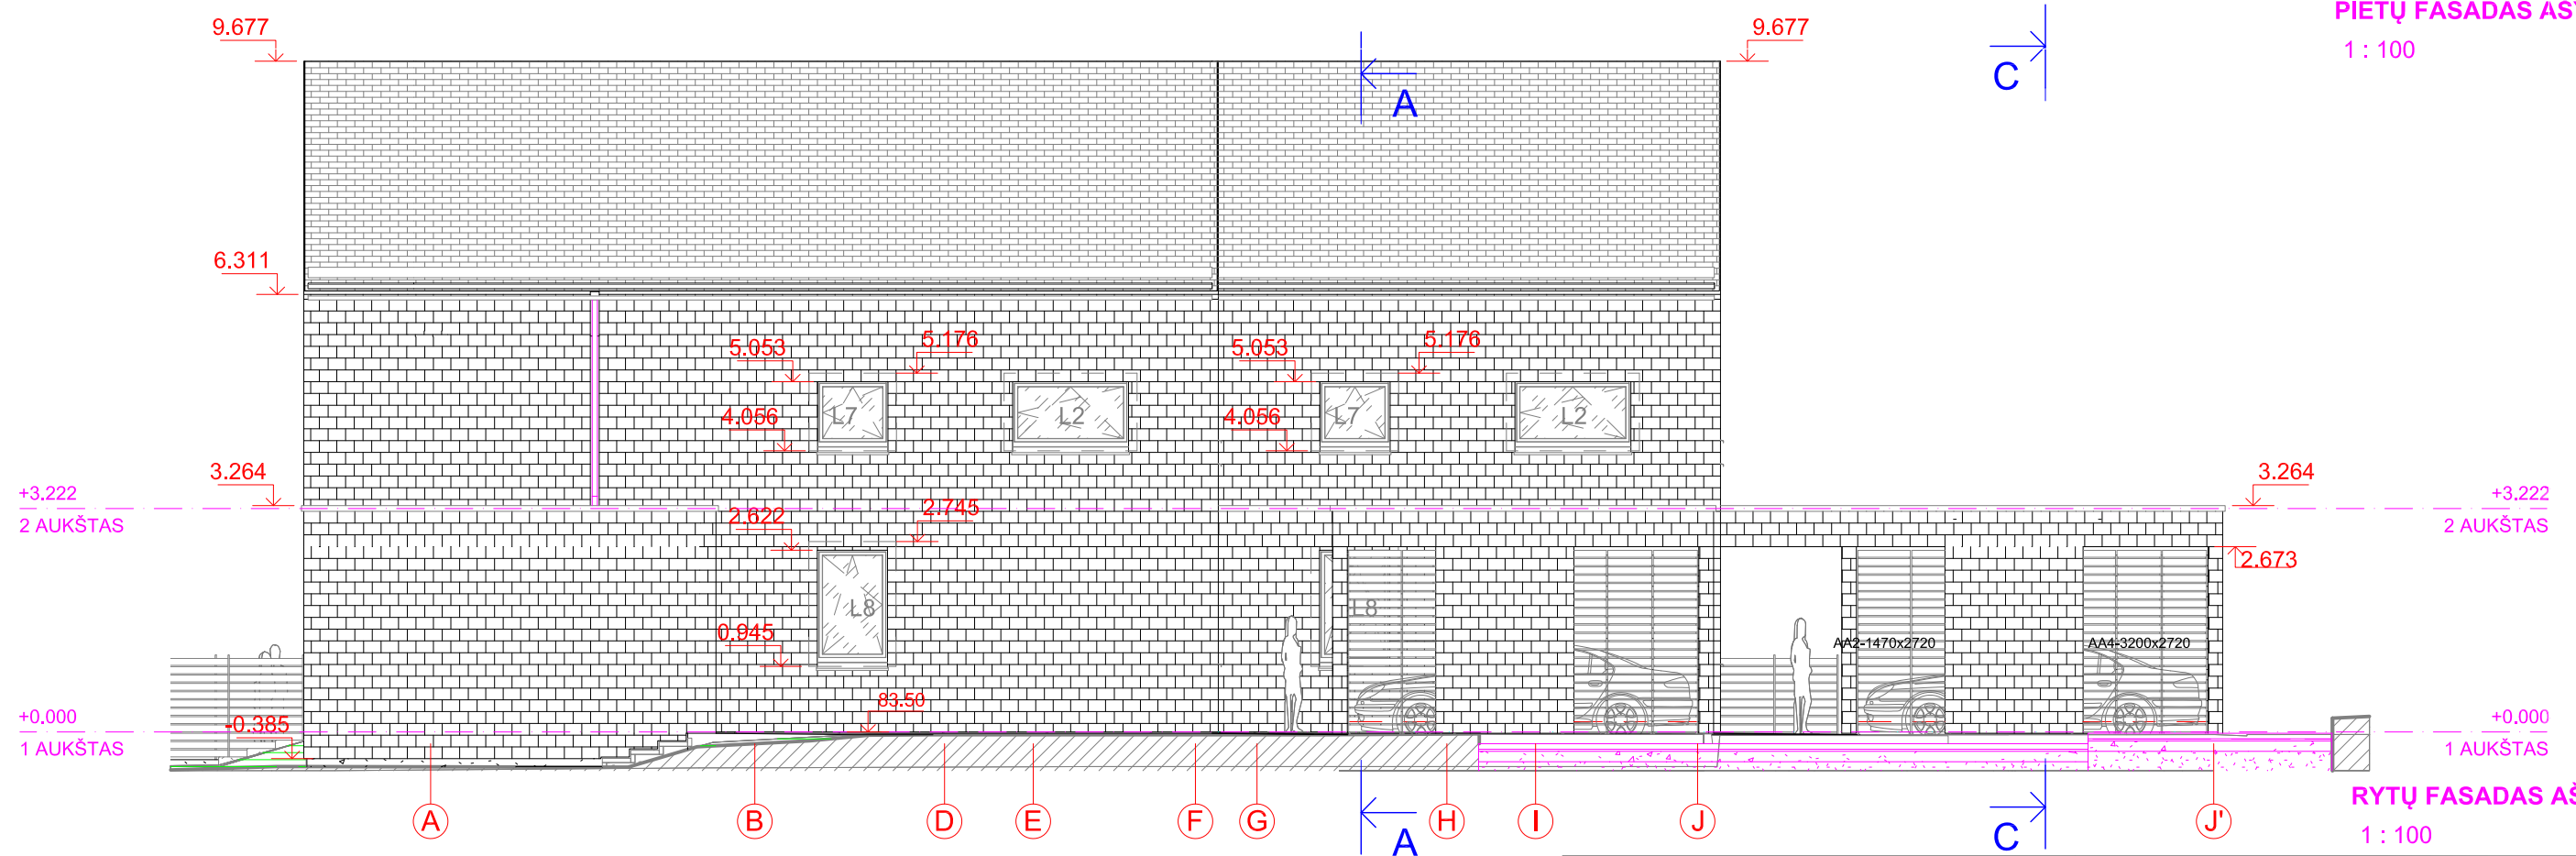 PIETŲ FASADAS
1 : 100
9.677
9.677
A
C
6.311
5.053
5.176
5.053
5.176
L7
L2
L7
L2
4.056
4.056
3.264
3.264
+3.222
2 AUKŠTAS
+3.222
2 AUKŠTAS
2.622
2.745
2.673
L8
L8
0.945
AA2-1470x2720
AA4-3200x2720
83.50
+0.000
1 AUKŠTAS
-0.385
+0.000
1 AUKŠTAS
RYTŲ FASADAS
1 : 100
A
B
D
E
F
G
H
I
J
J'
A
C